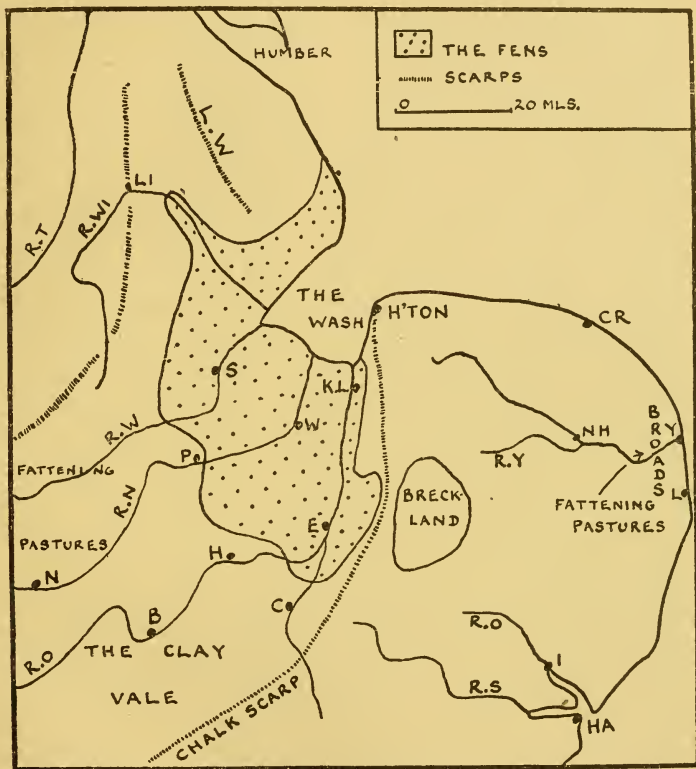 HUMBER
THE FENS
SCARPS
0 20 MLS.
L.W
LI
R.WI
R.T
THE
WASH
H'TON
CR
S
K.L
R.W
W
P
NH
R.Y
BROADS
Y
L
FATTENING
PASTURES
R.N
BRECK-
LAND
FATTENING
PASTURES
E
H
N
C
B
R.O
THE CLAY
VALE
CHALK SCARP
R.O
I
R.S
HA